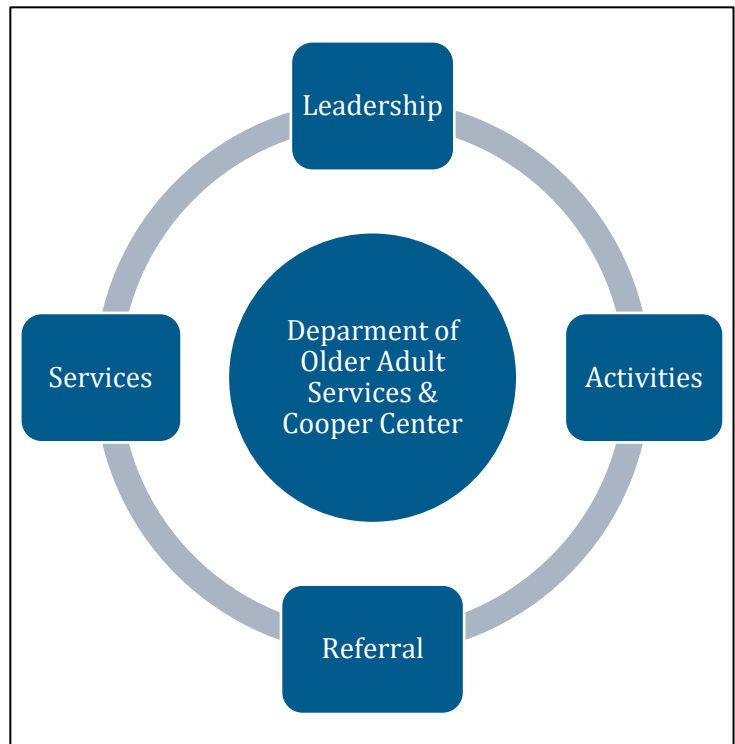 Leadership
Deparment of
Older Adult
Services &
Cooper Center
Services
Activities
Referral